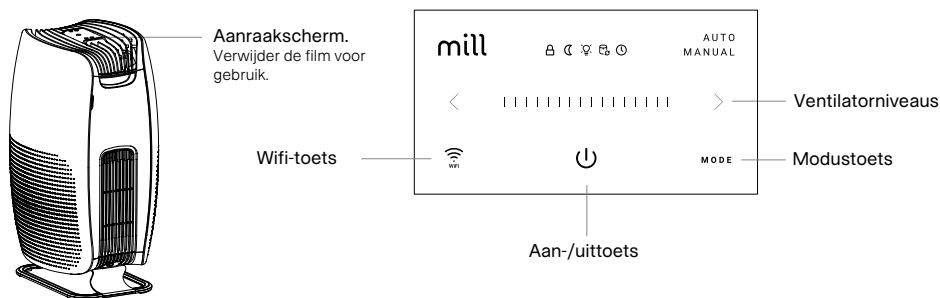 Aanraakscherm.
Verwijder de film voor
gebruik.
mill
AUTO
MANUAL
Ventilatorniveaus
Wifi-toets
WiFi
MODE
Modustoets
Aan-/uittoets